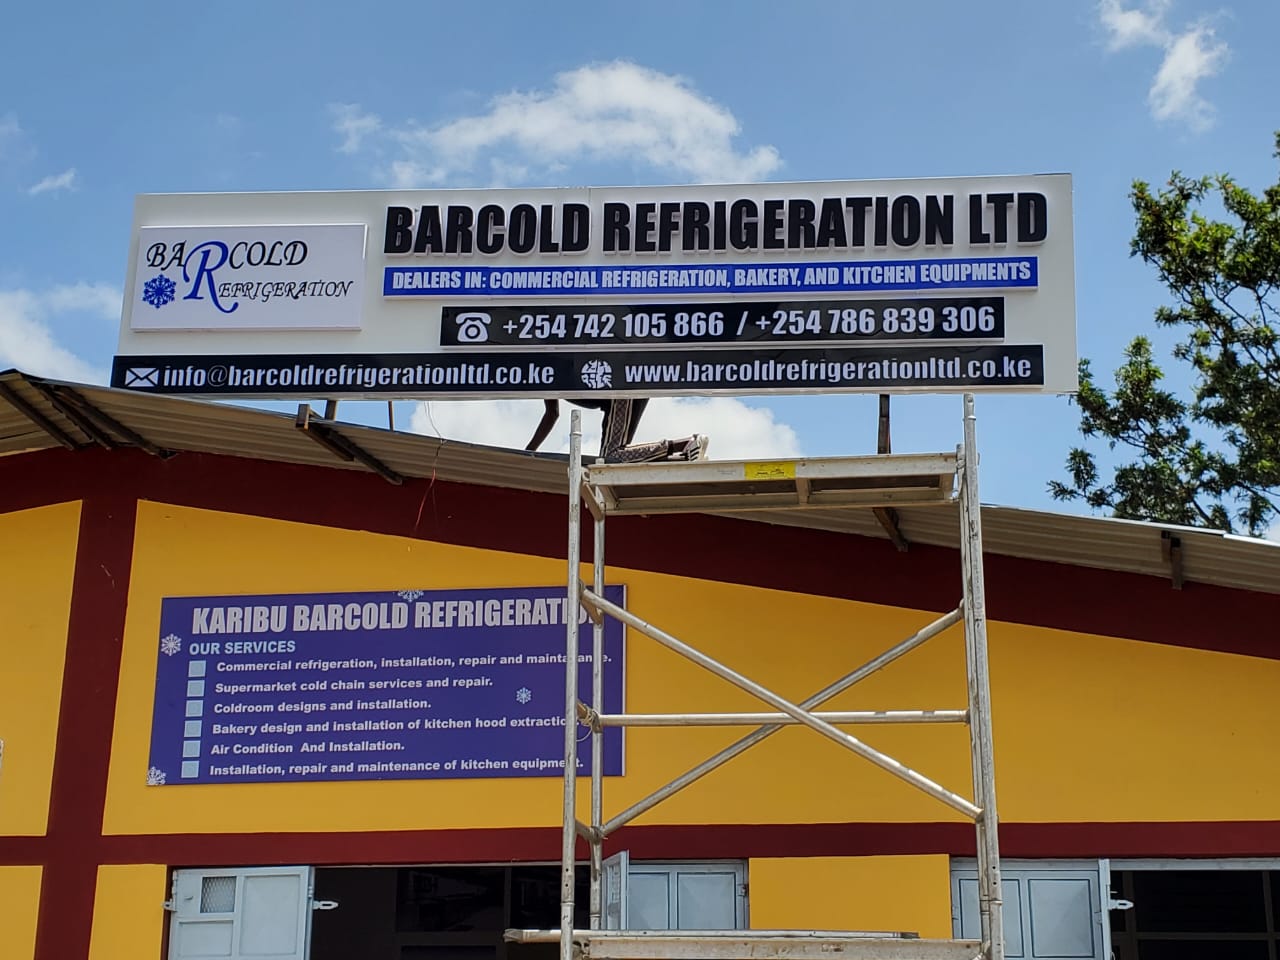 BARCOLD
REFRIGERATION
BARCOLD REFRIGERATION LTD
DEALERS IN: COMMERCIAL REFRIGERATION, BAKERY, AND KITCHEN EQUIPMENTS
+254 742 105 866 / +254 786 839 306
info@barcoldrefrigerationltd.co.ke www.barcoldrefrigerationltd.co.ke
KARIBU BARCOLD REFRIGERATION
OUR SERVICES
Commercial refrigeration, installation, repair and maintanance.
Supermarket cold chain services and repair.
Coldroom designs and installation.
Bakery design and installation of kitchen hood extraction.
Air Condition And Installation.
Installation, repair and maintenance of kitchen equipment.